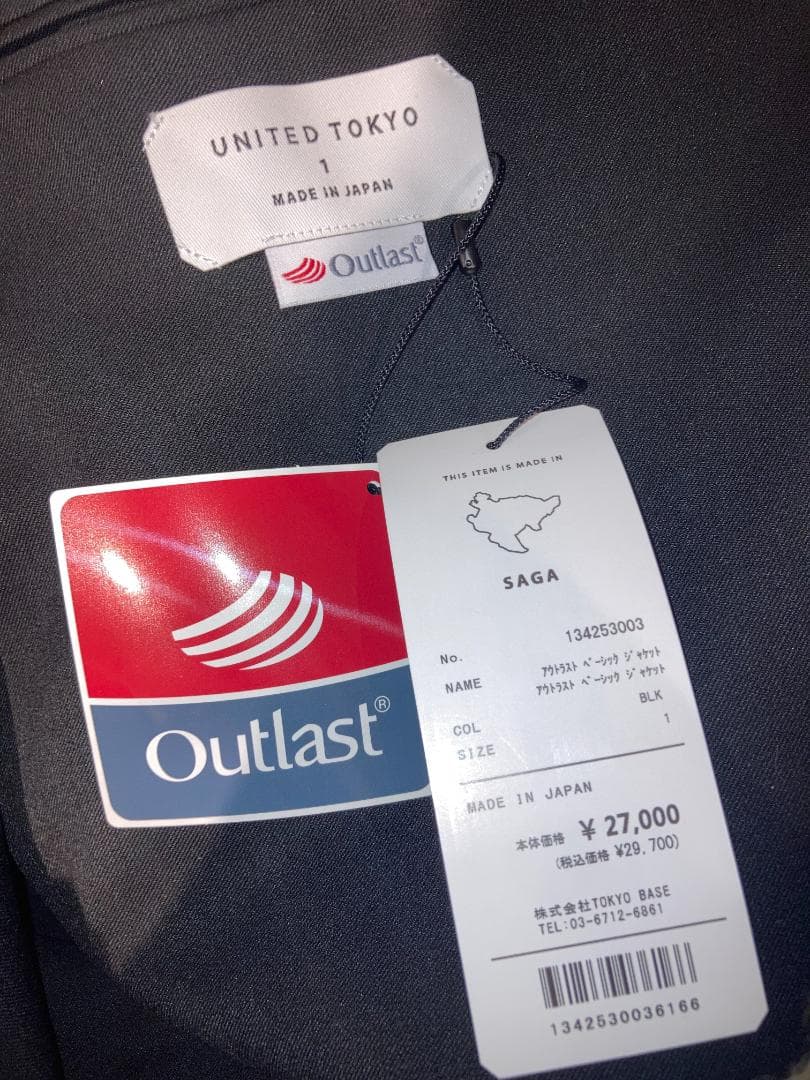 UNITED TOKYO
1
MADE IN JAPAN
Outlast®
Outlast®
THIS ITEM IS MADE IN
SAGA
No. 134253003
NAME アウトラスト ベーシック ジャケット
アウトラスト ベーシック ジャケット
COL BLK
SIZE 1
MADE IN JAPAN
本体価格 ¥ 27,000
(税込価格 ¥29,700)
株式会社TOKYO BASE
TEL:03-6712-6861
1342530036166